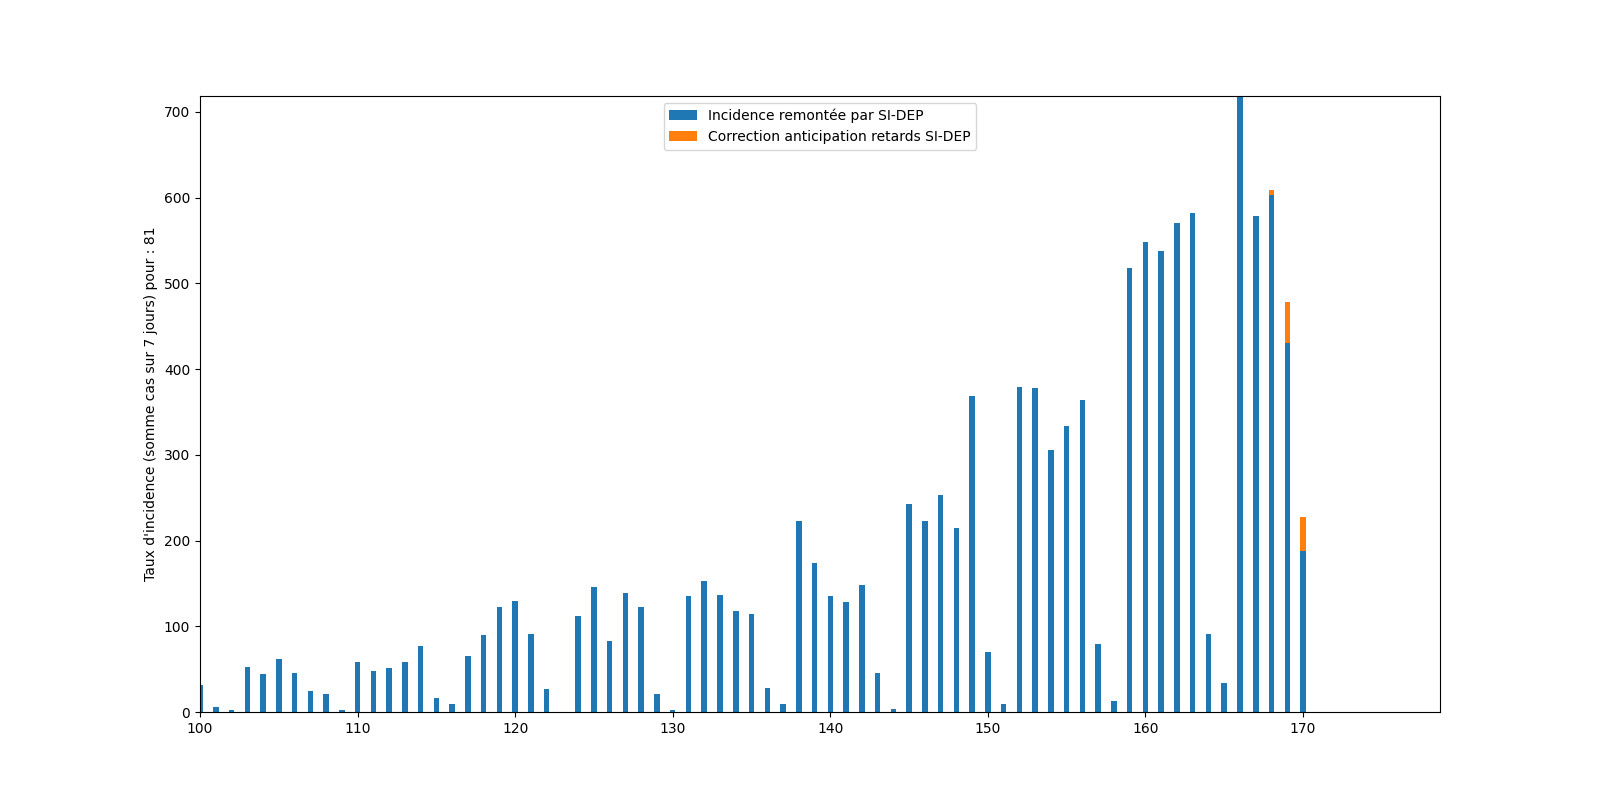 Incidence remontée par SI-DEP
Correction anticipation retards SI-DEP
Taux d'incidence (somme cas sur 7 jours) pour : 81
700
600
500
400
300
200
100
0
100 110 120 130 140 150 160 170